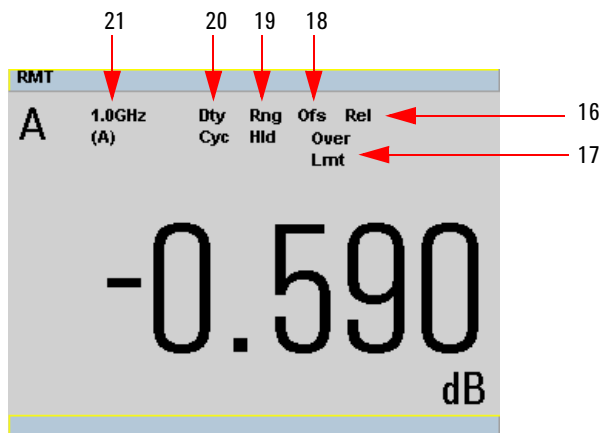 21 20 19 18
RMT
A 1.0GHz Dty Rng Ofs Rel 16
(A) Cyc Hld Over
Lmt 17
-0.590
dB